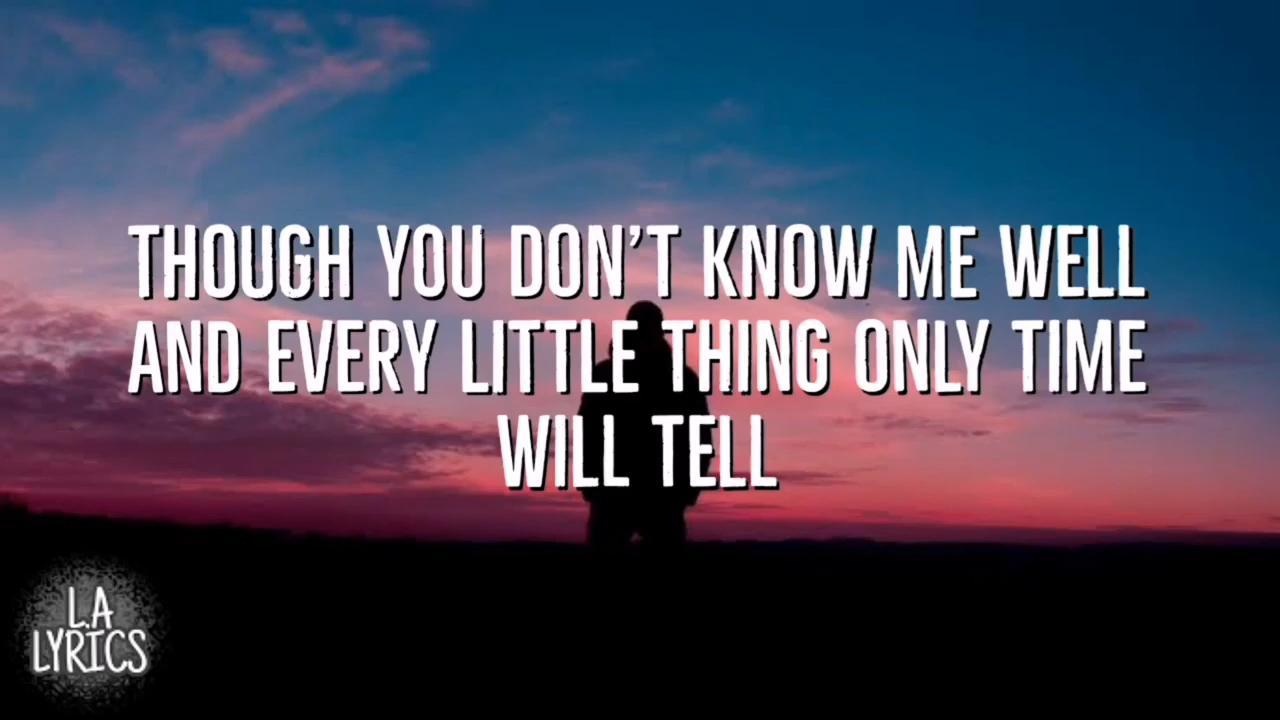 THOUGH YOU DON'T KNOW ME WELL
AND EVERY LITTLE THING ONLY TIME
WILL TELL
L.A
LYRICS